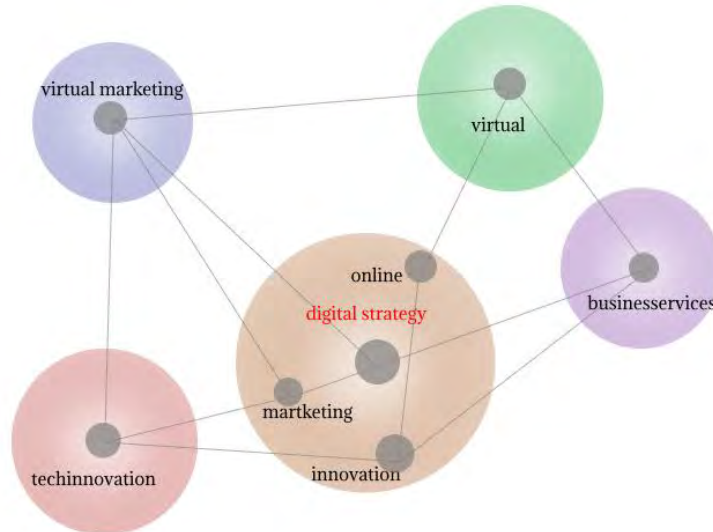 virtual marketing
virtual
online
businesservices
digital strategy
martketing
innovation
techinnovation